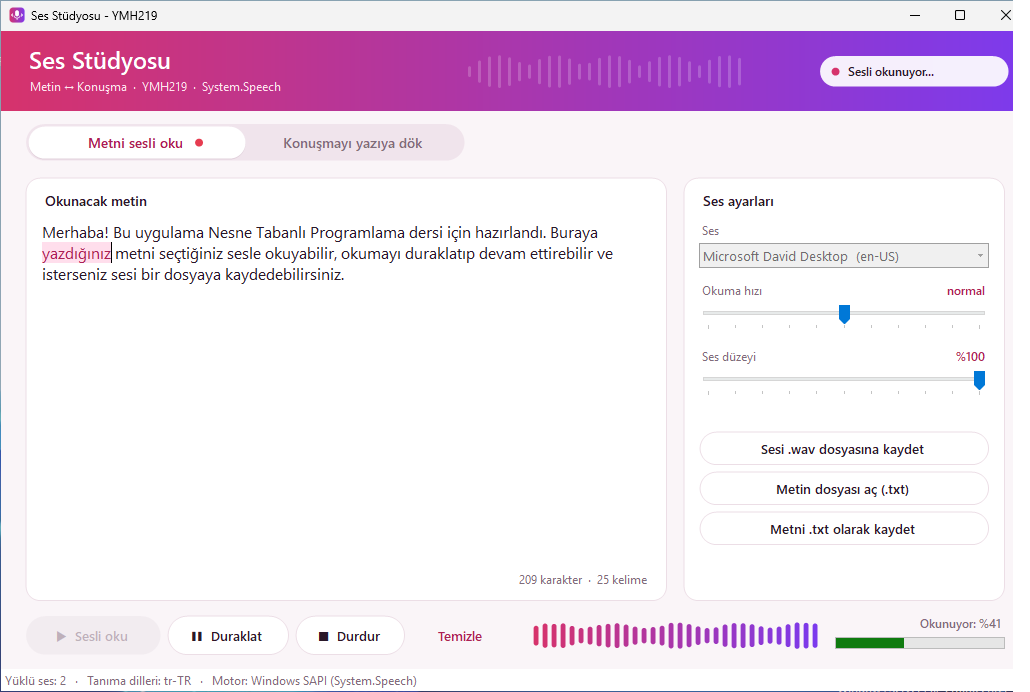 Ses Stüdyosu - YMH219
Ses Stüdyosu
Metin ↔ Konuşma · YMH219 · System.Speech
Sesli okunuyor...
Metni sesli oku
Konuşmayı yazıya dök
Okunacak metin
Merhaba! Bu uygulama Nesne Tabanlı Programlama dersi için hazırlandı. Buraya
yazdığınız metni seçtiğiniz sesle okuyabilir, okumayı duraklatıp devam ettirebilir ve
isterseniz sesi bir dosyaya kaydedebilirsiniz.
209 karakter · 25 kelime
Ses ayarları
Ses
Microsoft David Desktop (en-US)
Okuma hızı normal
Ses düzeyi %100
Sesi .wav dosyasına kaydet
Metin dosyası aç (.txt)
Metni .txt olarak kaydet
Sesli oku
Duraklat
Durdur
Temizle
Okunuyor: %41
Yüklü ses: 2 · Tanıma dilleri: tr-TR · Motor: Windows SAPI (System.Speech)